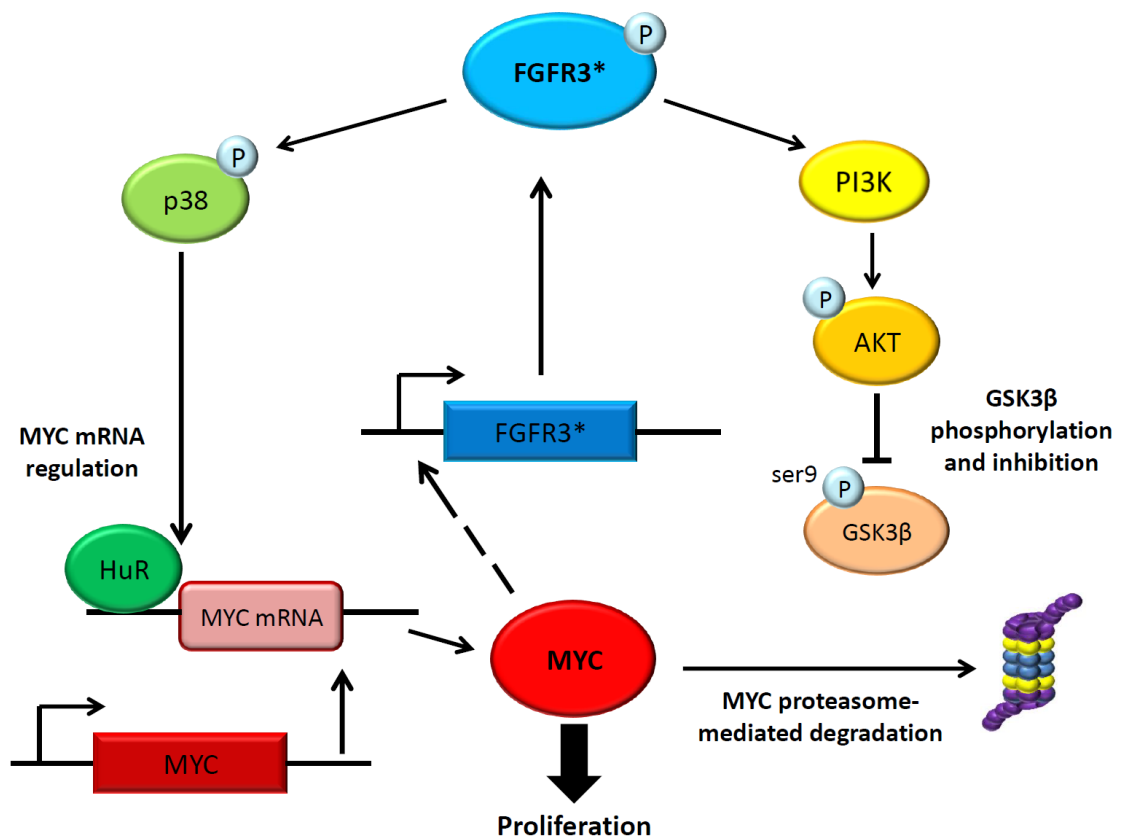 P
FGFR3*
P
p38
PI3K
P
AKT
MYC mRNA
regulation
FGFR3*
GSK3β
phosphorylation
and inhibition
ser9
P
GSK3β
HuR
MYC mRNA
MYC
MYC proteasome-
mediated degradation
MYC
Proliferation